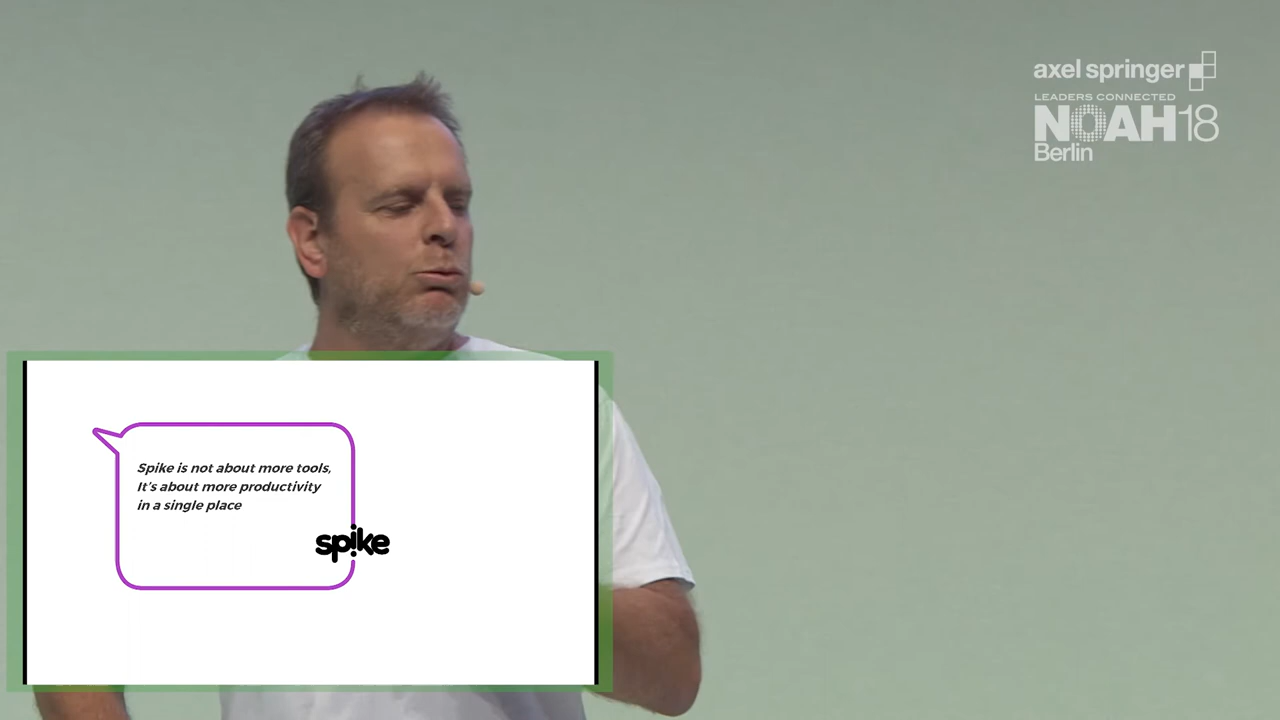 axel springer
LEADERS CONNECTED
NOAH18
Berlin
Spike is not about more tools,
It's about more productivity
in a single place
spike